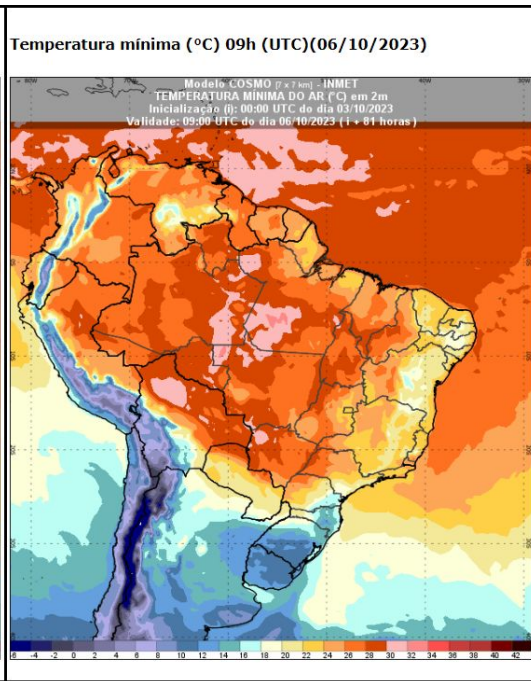 Temperatura mínima (°C) 09h (UTC)(06/10/2023)
Modelo COSMO [7 x 7 km] - INMET
TEMPERATURA MINIMA DO AR (°C) em 2m
Inicialização (i): 00:00 UTC do dia 03/10/2023
Validade: 09:00 UTC do dia 06/10/2023 ( i + 81 horas )
-6 -4 -2 0 2 4 6 8 10 12 14 16 18 20 22 24 26 28 30 32 34 36 38 40 42